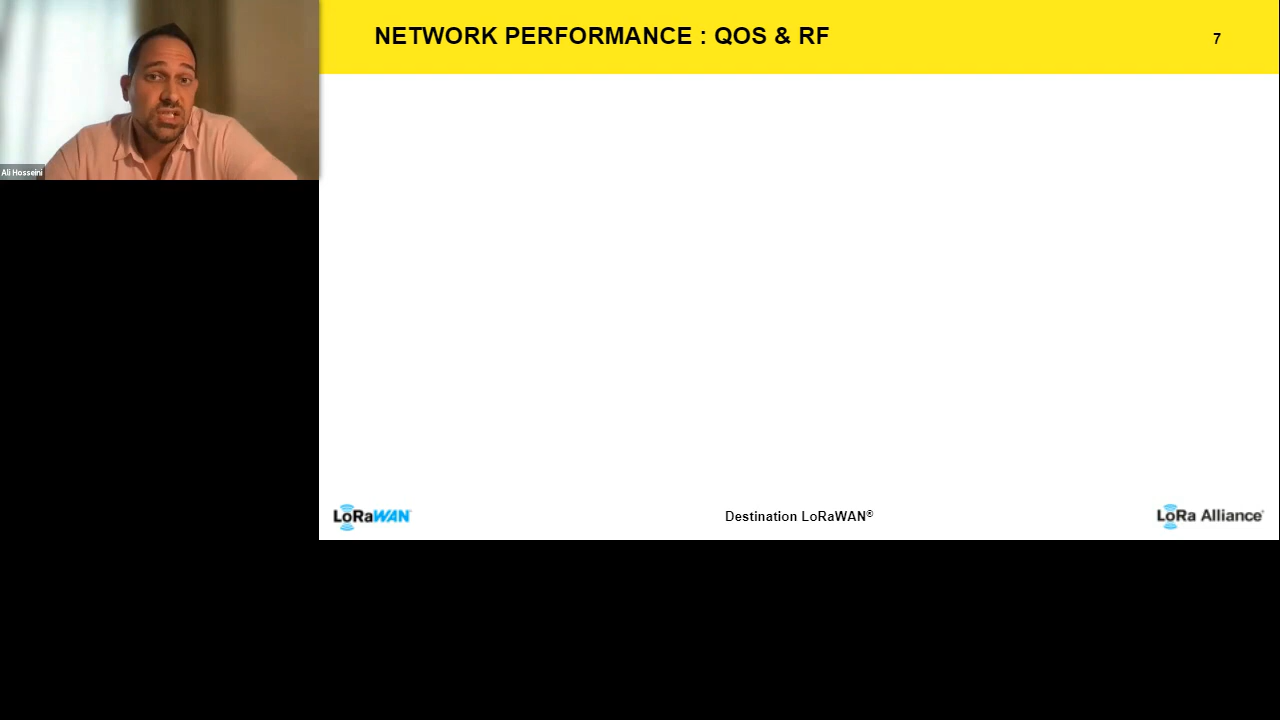 NETWORK PERFORMANCE : QOS & RF
7
Ali Hosseini
LoRaWAN
Destination LoRaWAN®
LoRa Alliance